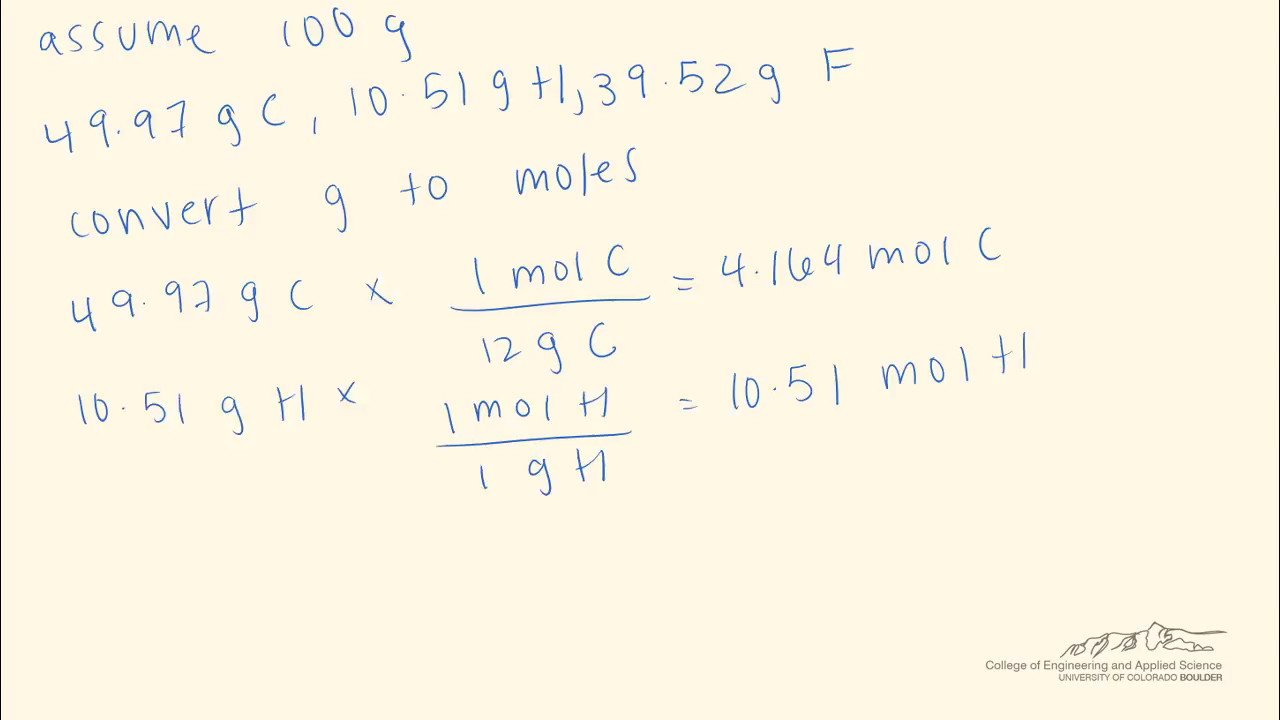 assume 100 g
49.97 g C, 10.51 g H, 39.52 g F
convert g to moles
49.97 g C x 1 mol C / 12 g C = 4.164 mol C
10.51 g H x 1 mol H / 1 g H = 10.51 mol H
College of Engineering and Applied Science
UNIVERSITY OF COLORADO BOULDER